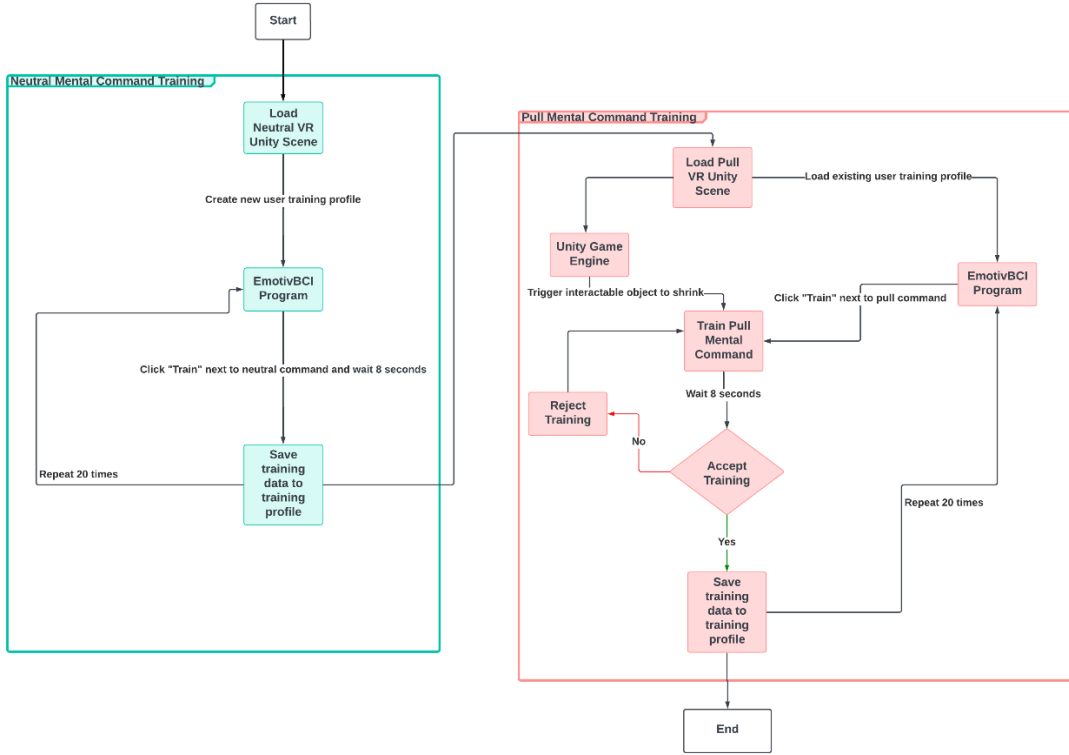 Start
Neutral Mental Command Training
Load
Neutral VR
Unity Scene
Create new user training profile
EmotivBCI
Program
Click "Train" next to neutral command and wait 8 seconds
Save
training
data to
training
profile
Repeat 20 times
Pull Mental Command Training
Load Pull
VR Unity
Scene
Load existing user training profile
Unity Game
Engine
EmotivBCI
Program
Trigger interactable object to shrink
Click "Train" next to pull command
Train Pull
Mental
Command
Wait 8 seconds
Reject
Training
No
Accept
Training
Yes
Repeat 20 times
Save
training
data to
training
profile
End